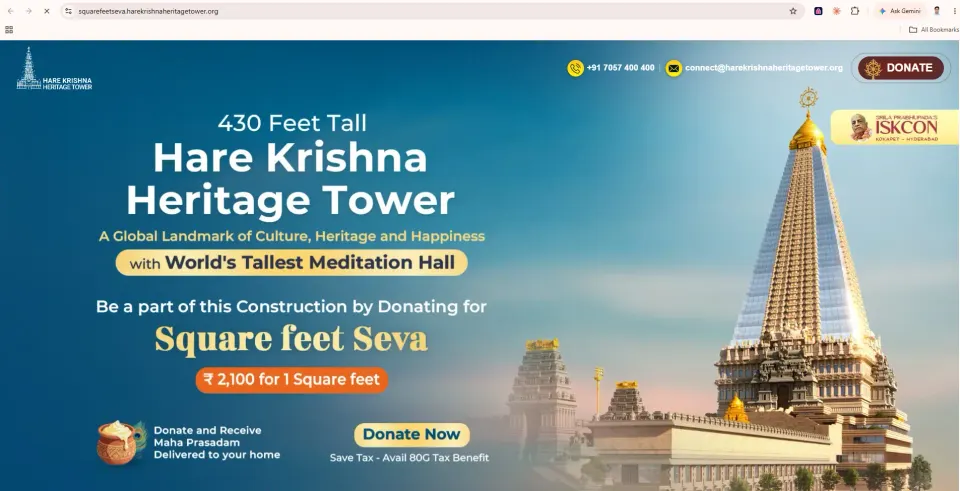 squarefeetseva.harekrishnaheritagetower.org
Ask Gemini
All Bookmarks
HARE KRISHNA
HERITAGE TOWER
+91 7057 400 400
connect@harekrishnaheritagetower.org
DONATE
SRILA PRABHUPADA'S
ISKCON
KOKAPET - HYDERABAD
430 Feet Tall
Hare Krishna
Heritage Tower
A Global Landmark of Culture, Heritage and Happiness
with World's Tallest Meditation Hall
Be a part of this Construction by Donating for
Square feet Seva
₹ 2,100 for 1 Square feet
Donate and Receive
Maha Prasadam
Delivered to your home
Donate Now
Save Tax - Avail 80G Tax Benefit